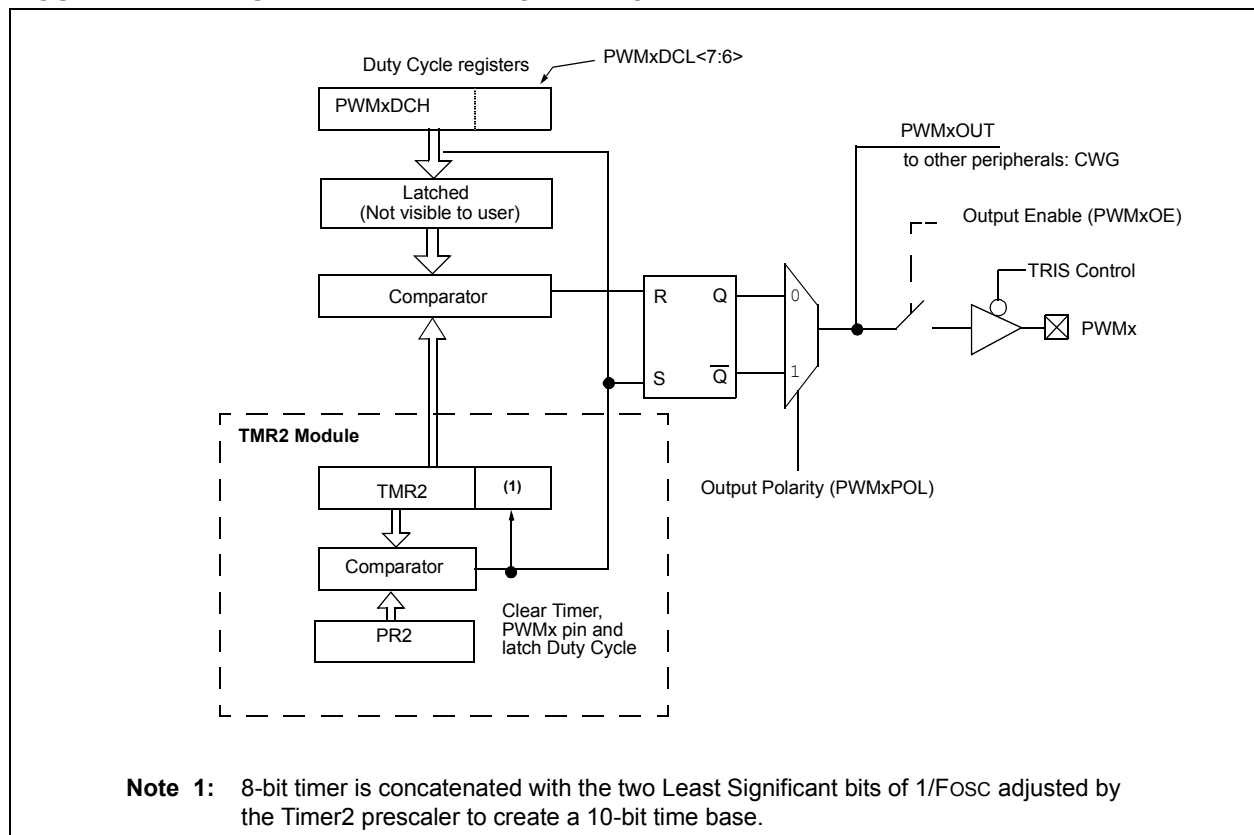 Duty Cycle registers
PWMxDCL<7:6>
PWMxDCH
Latched
(Not visible to user)
Comparator
R
Q
S
Q
0
1
PWMxOUT
to other peripherals: CWG
Output Enable (PWMxOE)
TRIS Control
PWMx
Output Polarity (PWMxPOL)
TMR2 Module
TMR2
(1)
Comparator
PR2
Clear Timer,
PWMx pin and
latch Duty Cycle
Note 1: 8-bit timer is concatenated with the two Least Significant bits of 1/FOSC adjusted by
the Timer2 prescaler to create a 10-bit time base.